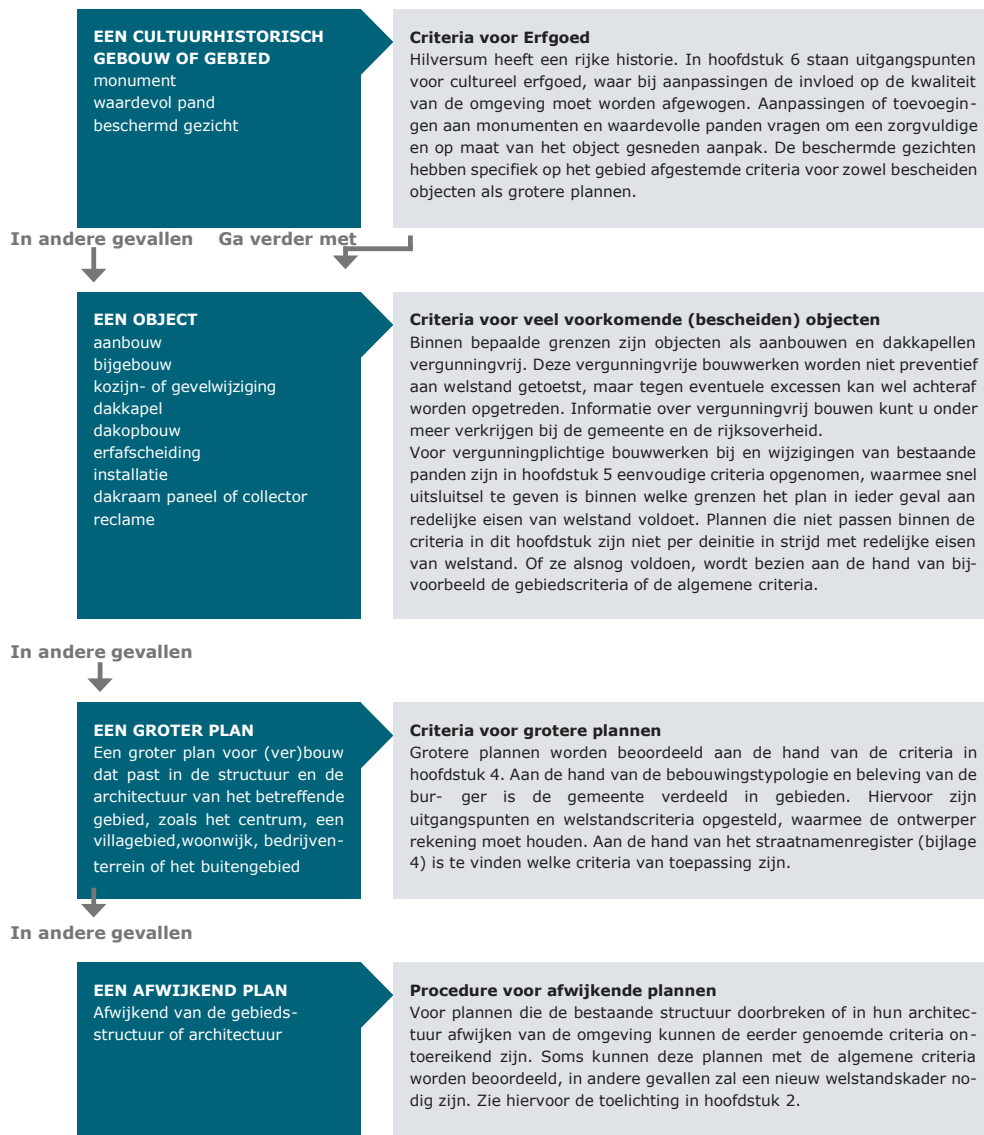 EEN CULTUURHISTORISCH
GEBOUW OF GEBIED
monument
waardevol pand
beschermd gezicht
Criteria voor Erfgoed
Hilversum heeft een rijke historie. In hoofdstuk 6 staan uitgangspunten
voor cultureel erfgoed, waar bij aanpassingen de invloed op de kwaliteit
van de omgeving moet worden afgewogen. Aanpassingen of toevoegin-
gen aan monumenten en waardevolle panden vragen om een zorgvuldige
en op maat van het object gesneden aanpak. De beschermde gezichten
hebben specifiek op het gebied afgestemde criteria voor zowel bescheiden
objecten als grotere plannen.
In andere gevallen Ga verder met
EEN OBJECT
aanbouw
bijgebouw
kozijn- of gevelwijziging
dakkapel
dakopbouw
erfafscheiding
installatie
dakraam paneel of collector
reclame
Criteria voor veel voorkomende (bescheiden) objecten
Binnen bepaalde grenzen zijn objecten als aanbouwen en dakkapellen
vergunningvrij. Deze vergunningvrije bouwwerken worden niet preventief
aan welstand getoetst, maar tegen eventuele excessen kan wel achteraf
worden opgetreden. Informatie over vergunningvrij bouwen kunt u onder
meer verkrijgen bij de gemeente en de rijksoverheid.
Voor vergunningplichtige bouwwerken bij en wijzigingen van bestaande
panden zijn in hoofdstuk 5 eenvoudige criteria opgenomen, waarmee snel
uitsluitsel te geven is binnen welke grenzen het plan in ieder geval aan
redelijke eisen van welstand voldoet. Plannen die niet passen binnen de
criteria in dit hoofdstuk zijn niet per deinitie in strijd met redelijke eisen
van welstand. Of ze alsnog voldoen, wordt bezien aan de hand van bij-
voorbeeld de gebiedscriteria of de algemene criteria.
In andere gevallen
EEN GROTER PLAN
Een groter plan voor (ver)bouw
dat past in de structuur en de
architectuur van het betreffende
gebied, zoals het centrum, een
villagebied,woonwijk, bedrijven-
terrein of het buitengebied
Criteria voor grotere plannen
Grotere plannen worden beoordeeld aan de hand van de criteria in
hoofdstuk 4. Aan de hand van de bebouwingstypologie en beleving van de
bur- ger is de gemeente verdeeld in gebieden. Hiervoor zijn
uitgangspunten en welstandscriteria opgesteld, waarmee de ontwerper
rekening moet houden. Aan de hand van het straatnamenregister (bijlage
4) is te vinden welke criteria van toepassing zijn.
In andere gevallen
EEN AFWIJKEND PLAN
Afwijkend van de gebieds-
structuur of architectuur
Procedure voor afwijkende plannen
Voor plannen die de bestaande structuur doorbreken of in hun architec-
tuur afwijken van de omgeving kunnen de eerder genoemde criteria on-
toereikend zijn. Soms kunnen deze plannen met de algemene criteria
worden beoordeeld, in andere gevallen zal een nieuw welstandskader no-
dig zijn. Zie hiervoor de toelichting in hoofdstuk 2.